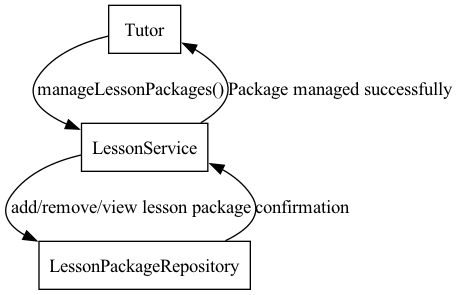 Tutor
manageLessonPackages() Package managed successfully
LessonService
add/remove/view lesson package confirmation
LessonPackageRepository